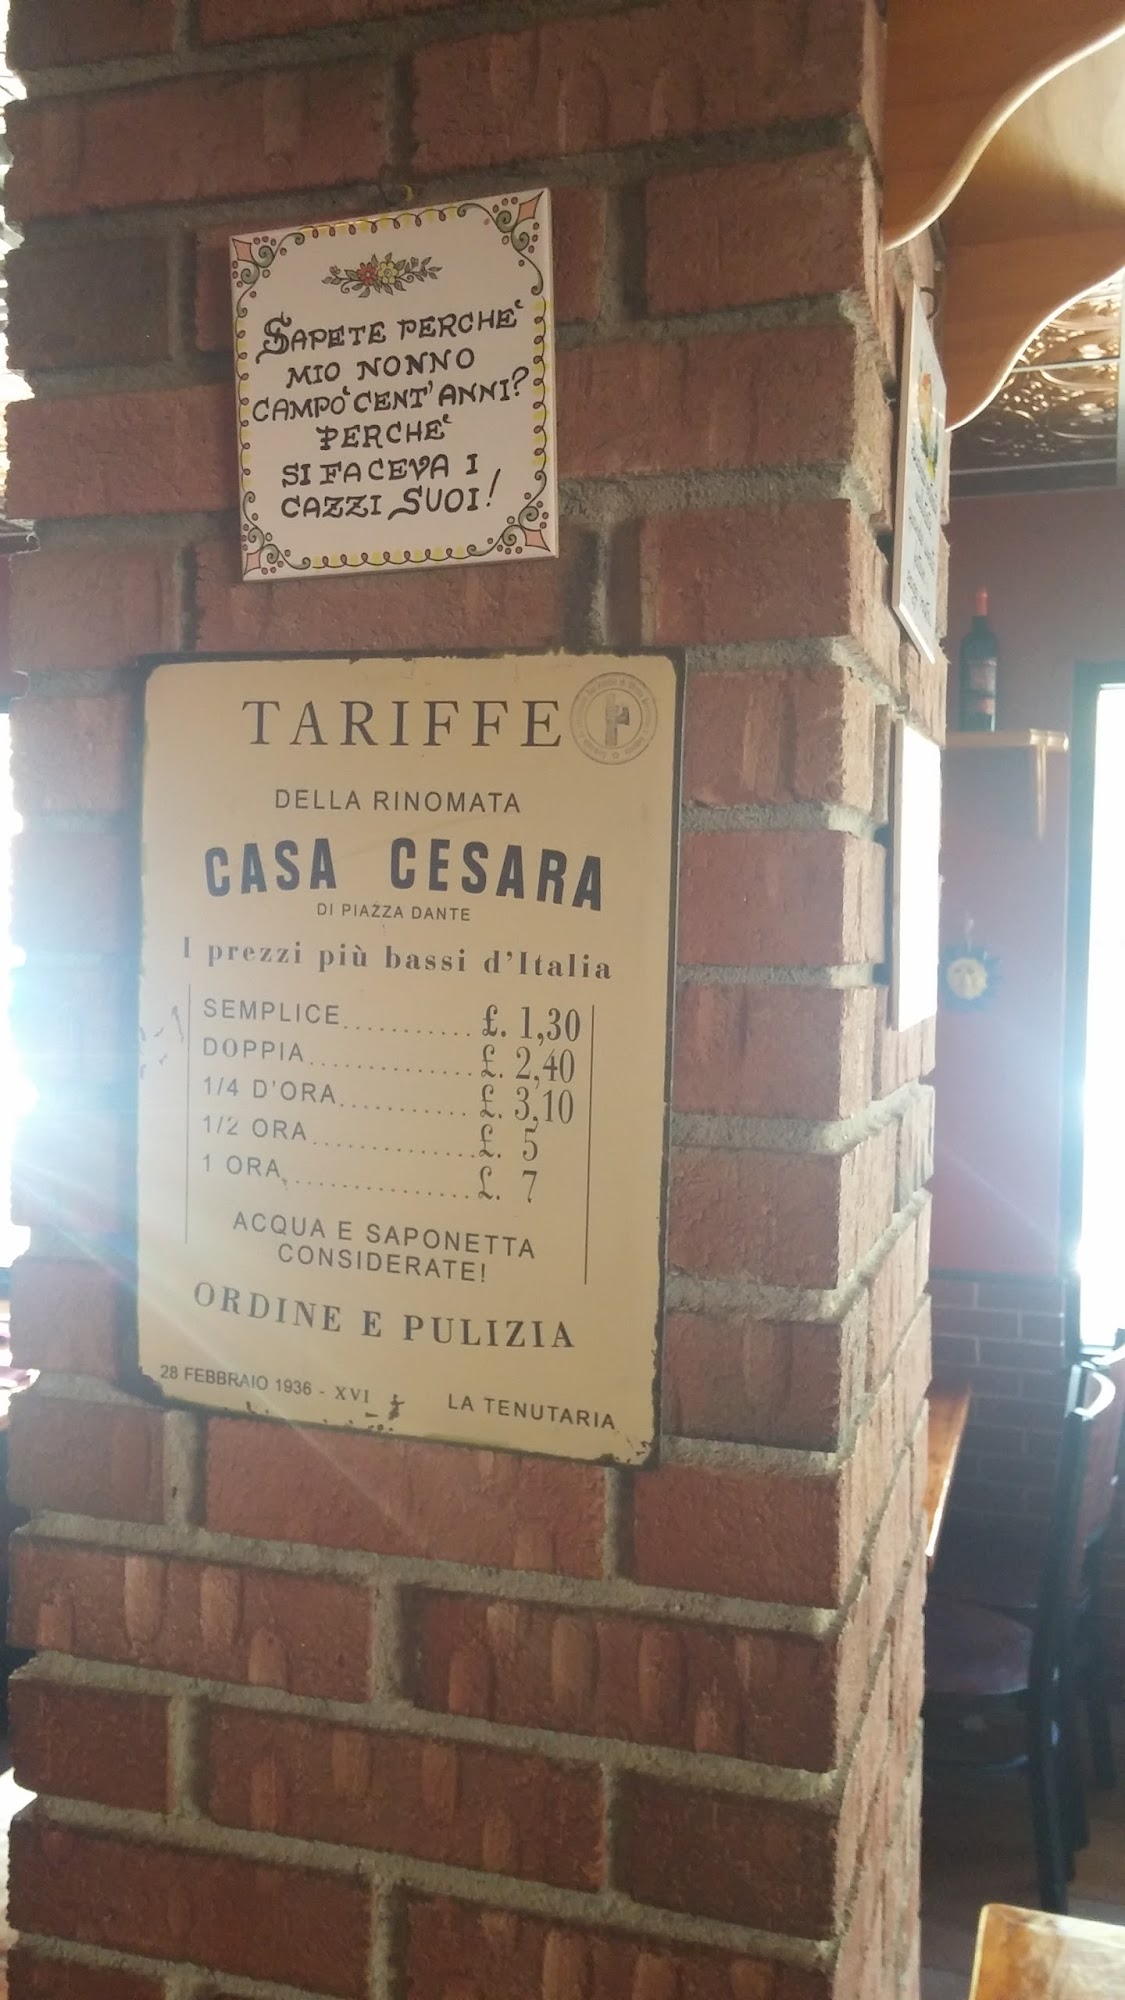 SAPETE PERCHE'
MIO NONNO
CAMPO' CENT'ANNI?
PERCHE'
SI FACEVA I
CAZZI SUOI!
TARIFFE
DELLA RINOMATA
CASA CESARA
DI PIAZZA DANTE
I prezzi più bassi d'Italia
SEMPLICE........... £. 1,30
DOPPIA.............. £. 2,40
1/4 D'ORA........... £. 3,10
1/2 ORA.............. £. 5
1 ORA................ £. 7
ACQUA E SAPONETTA
CONSIDERATE!
ORDINE E PULIZIA
28 FEBBRAIO 1936 - XVI
LA TENUTARIA